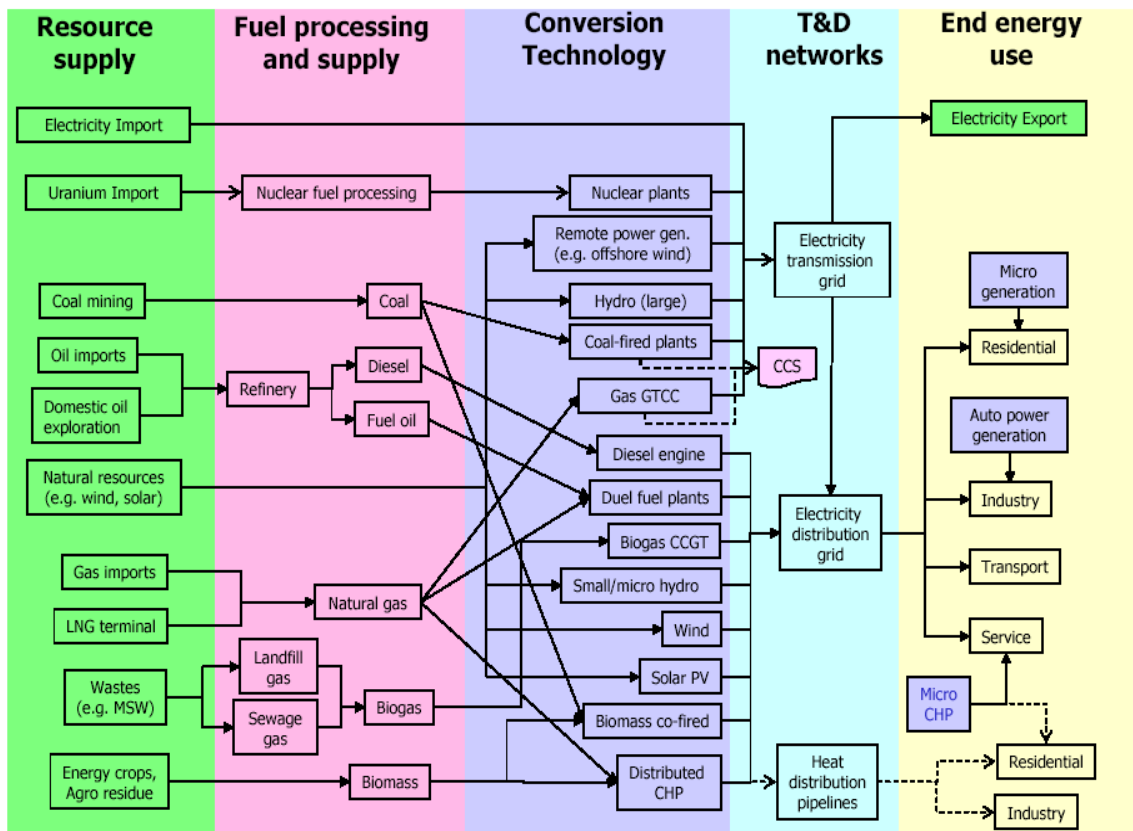 Resource
supply
Fuel processing
and supply
Conversion
Technology
T&D
networks
End energy
use
Electricity Import
Electricity Export
Uranium Import
Nuclear fuel processing
Nuclear plants
Remote power gen.
(e.g. offshore wind)
Electricity
transmission
grid
Micro
generation
Coal mining
Coal
Hydro (large)
Coal-fired plants
Oil imports
Diesel
Residential
CCS
Refinery
Domestic oil
exploration
Fuel oil
Gas GTCC
Auto power
generation
Diesel engine
Natural resources
(e.g. wind, solar)
Duel fuel plants
Industry
Electricity
distribution
grid
Biogas CCGT
Gas imports
Transport
Small/micro hydro
Natural gas
LNG terminal
Wind
Service
Landfill
gas
Solar PV
Wastes
(e.g. MSW)
Sewage
gas
Biogas
Biomass co-fired
Micro
CHP
Energy crops,
Agro residue
Biomass
Distributed
CHP
Heat
distribution
pipelines
Residential
Industry